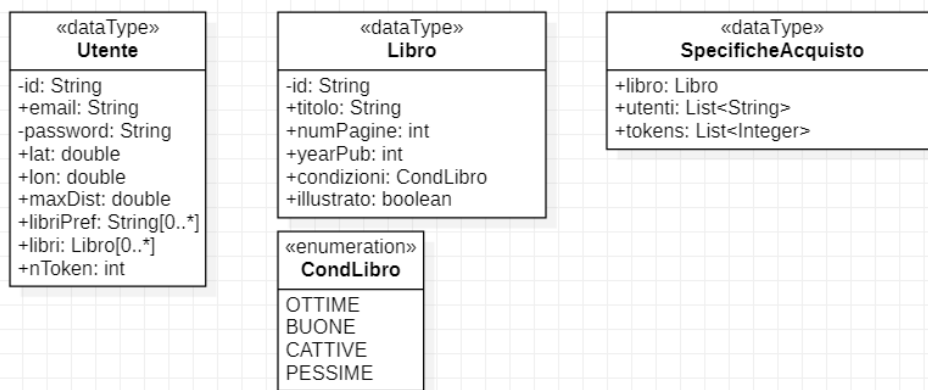 «dataType»
Utente
-id: String
+email: String
-password: String
+lat: double
+lon: double
+maxDist: double
+libriPref: String[0..*]
+libri: Libro[0..*]
+nToken: int
«dataType»
Libro
-id: String
+titolo: String
+numPagine: int
+yearPub: int
+condizioni: CondLibro
+illustrato: boolean
«enumeration»
CondLibro
OTTIME
BUONE
CATTIVE
PESSIME
«dataType»
SpecificheAcquisto
+libro: Libro
+utenti: List<String>
+tokens: List<Integer>